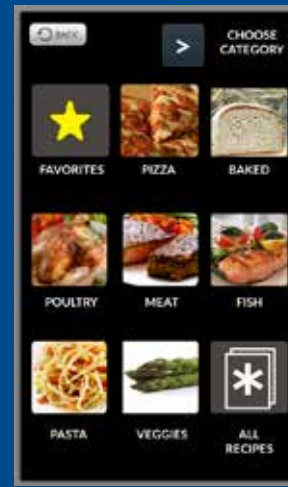 BACK
CHOOSE
CATEGORY
FAVORITES
PIZZA
BAKED
POULTRY
MEAT
FISH
PASTA
VEGGIES
ALL
RECIPES